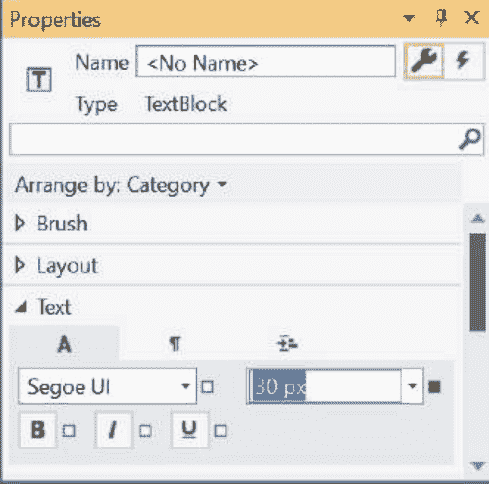 Properties
Name <No Name>
T
Type TextBlock
Arrange by: Category
Brush
Layout
Text
A ¶
Segoe UI 30 px
B I U